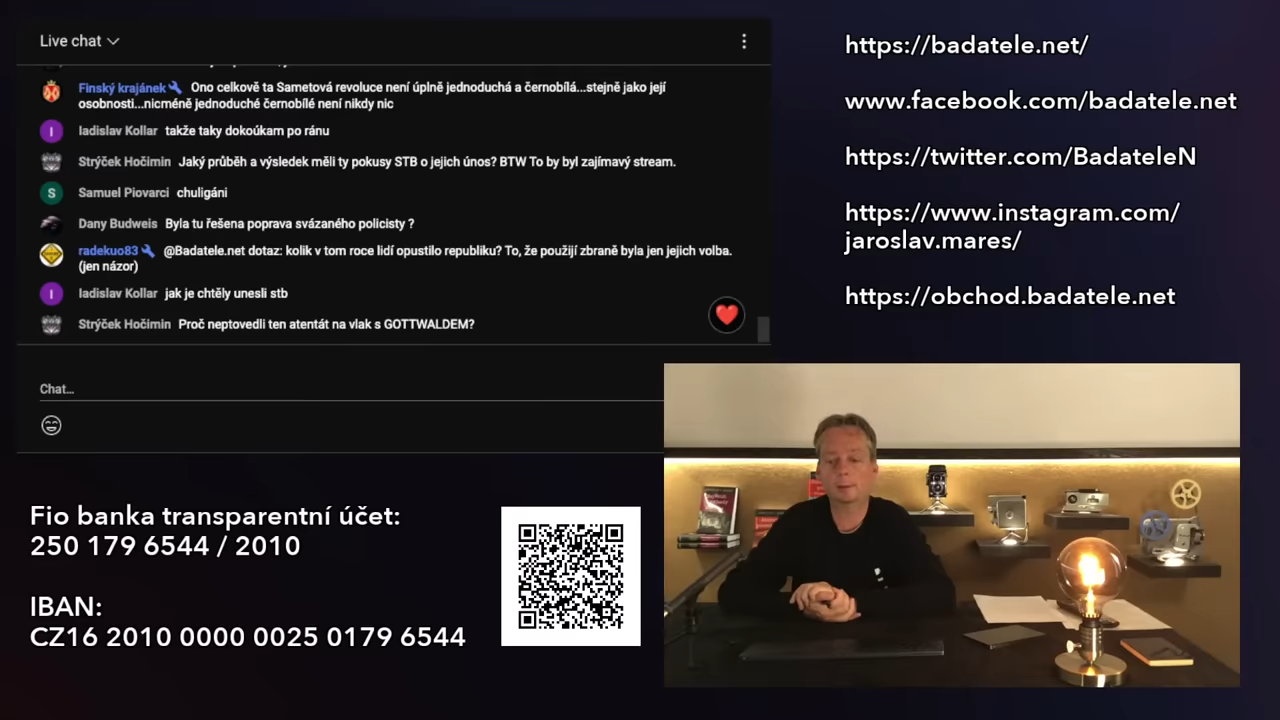 Live chat
Finský krajánek Ono celkově ta Sametová revoluce není úplně jednoduchá a černobílá...stejně jako její
osobnosti...nicméně jednoduché černobílé není nikdy nic
I
ladislav Kollar takže taky dokoúkam po ránu
Strýček Hočimin Jaký průběh a výsledek měli ty pokusy STB o jejich únos? BTW To by byl zajímavý stream.
S
Samuel Piovarci chuligáni
Dany Budweis Byla tu řešena poprava svázaného policisty ?
radekuo83 @Badatele.net dotaz: kolik v tom roce lidí opustilo republiku? To, že použijí zbraně byla jen jejich volba.
(jen názor)
I
ladislav Kollar jak je chtěly unesli stb
Strýček Hočimin Proč neptovedli ten atentát na vlak s GOTTWALDEM?
Chat...
https://badatele.net/
www.facebook.com/badatele.net
https://twitter.com/BadateleN
https://www.instagram.com/
jaroslav.mares/
https://obchod.badatele.net
Fio banka transparentní účet:
250 179 6544 / 2010
IBAN:
CZ16 2010 0000 0025 0179 6544